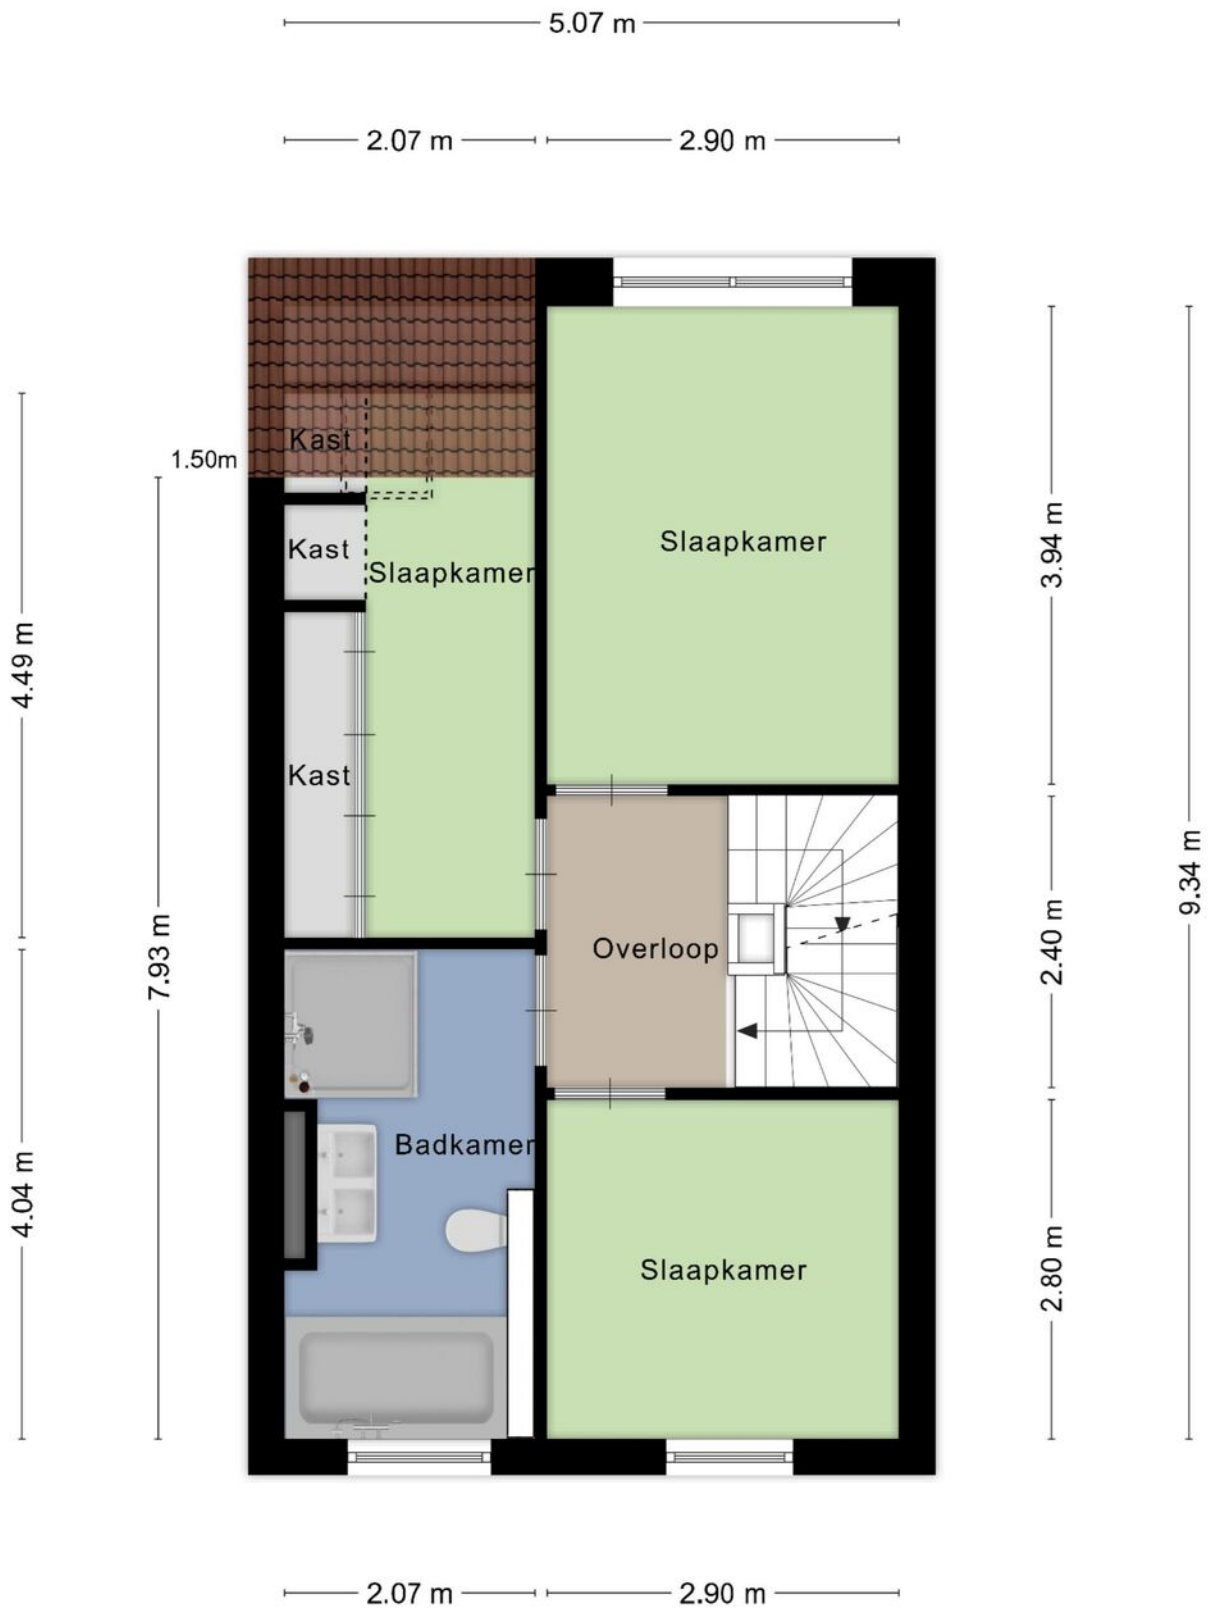 5.07 m
2.07 m
2.90 m
Kast
1.50m
Kast
Slaapkamer
Slaapkamer
3.94 m
4.49 m
Kast
9.34 m
7.93 m
Overloop
2.40 m
Badkamer
4.04 m
Slaapkamer
2.80 m
2.07 m
2.90 m